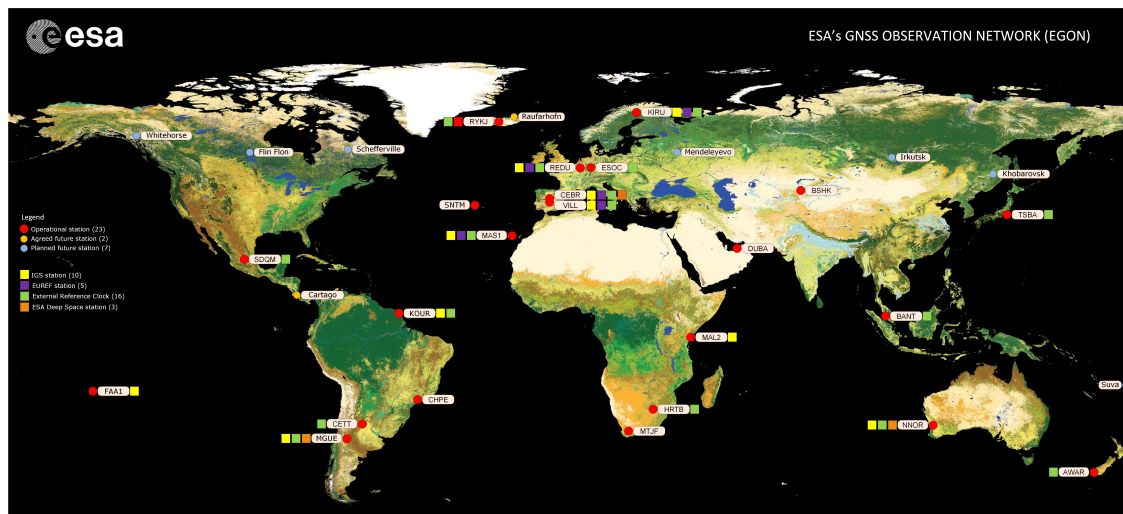 esa
ESA's GNSS OBSERVATION NETWORK (EGON)
KIRU
RYKJ
Raufarhofn
Whitehorse
Flin Flon
Schefferville
Mendeleyevo
Irkutsk
REDU
ESOC
Khobarovsk
BSHK
CEBR
VILL
SNTM
TSBA
Legend
Operational station (23)
Agreed future station (2)
Planned future station (7)
MAS1
DUBA
SDQM
IGS station (10)
EUREF station (5)
External Reference Clock (16)
ESA Deep Space station (3)
Cartago
KOUR
BANT
MAL2
Suva
FAA1
CHPE
HRTB
CETT
NNOR
MGUE
MTJF
AWAR